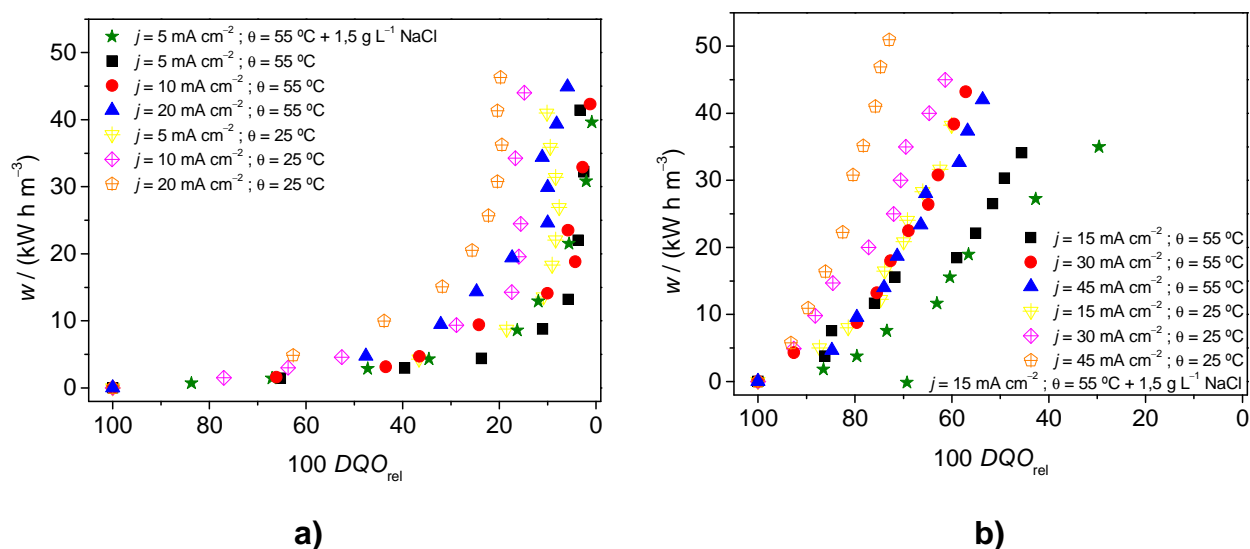 j = 5 mA cm⁻² ; θ = 55 ºC + 1,5 g L⁻¹ NaCl
j = 5 mA cm⁻² ; θ = 55 ºC
j = 10 mA cm⁻² ; θ = 55 ºC
j = 20 mA cm⁻² ; θ = 55 ºC
j = 5 mA cm⁻² ; θ = 25 ºC
j = 10 mA cm⁻² ; θ = 25 ºC
j = 20 mA cm⁻² ; θ = 25 ºC
50
40
30
20
10
0
w / (kW h m⁻³)
100 80 60 40 20 0
100 DQO_rel
a)
50
40
30
20
10
0
w / (kW h m⁻³)
j = 15 mA cm⁻² ; θ = 55 ºC
j = 30 mA cm⁻² ; θ = 55 ºC
j = 45 mA cm⁻² ; θ = 55 ºC
j = 15 mA cm⁻² ; θ = 25 ºC
j = 30 mA cm⁻² ; θ = 25 ºC
j = 45 mA cm⁻² ; θ = 25 ºC
j = 15 mA cm⁻² ; θ = 55 ºC + 1,5 g L⁻¹ NaCl
100 80 60 40 20 0
100 DQO_rel
b)